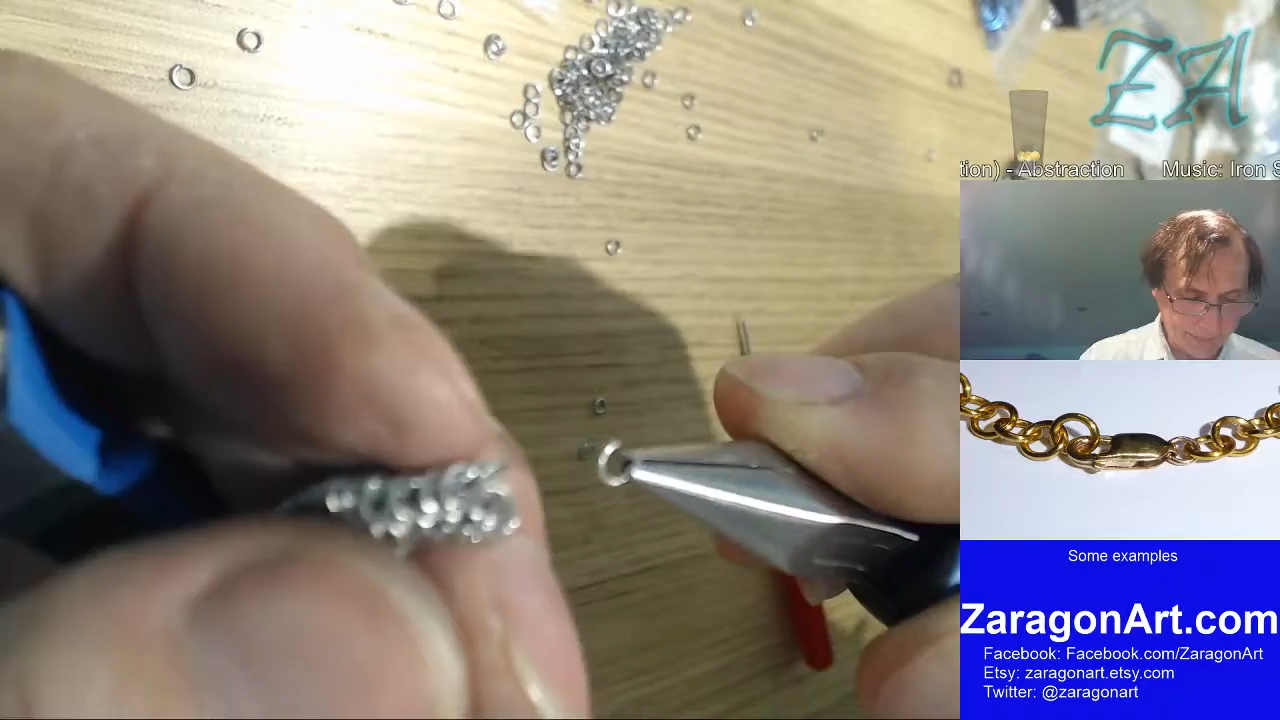 ZA
tion) - Abstraction Music: Iron S
Some examples
ZaragonArt.com
Facebook: Facebook.com/ZaragonArt
Etsy: zaragonart.etsy.com
Twitter: @zaragonart